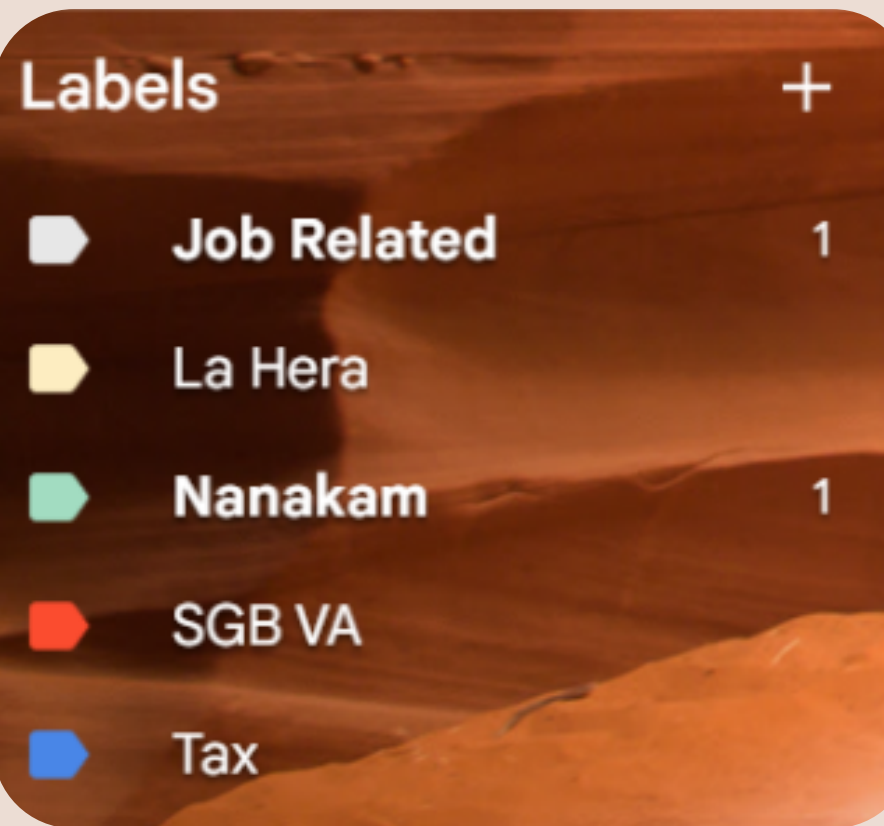 Labels +
Job Related 1
La Hera
Nanakam 1
SGB VA
Tax